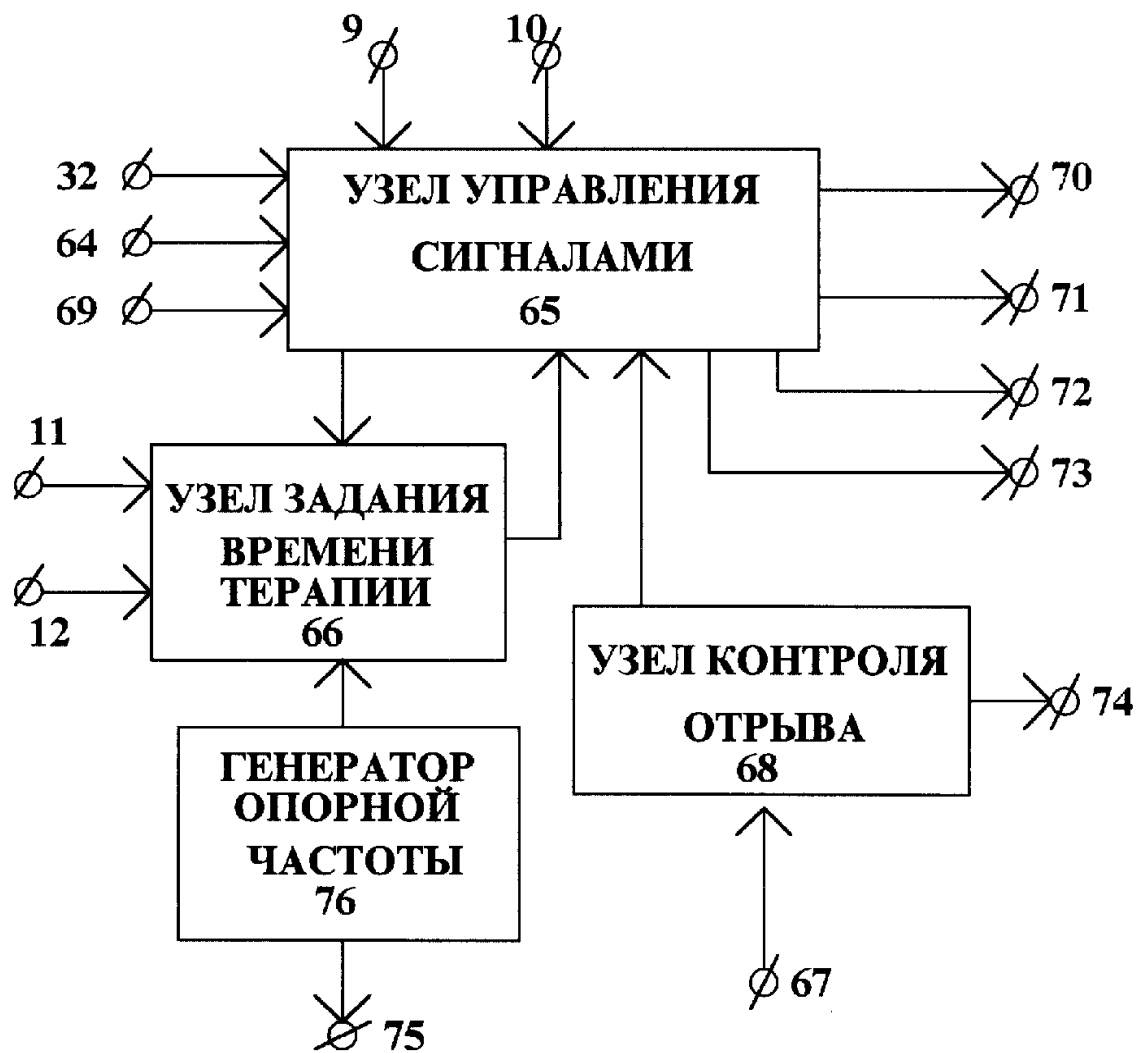 9
10
32
64
69
УЗЕЛ УПРАВЛЕНИЯ
СИГНАЛАМИ
65
70
71
72
73
11
12
УЗЕЛ ЗАДАНИЯ
ВРЕМЕНИ
ТЕРАПИИ
66
УЗЕЛ КОНТРОЛЯ
ОТРЫВА
68
74
ГЕНЕРАТОР
ОПОРНОЙ
ЧАСТОТЫ
76
67
75